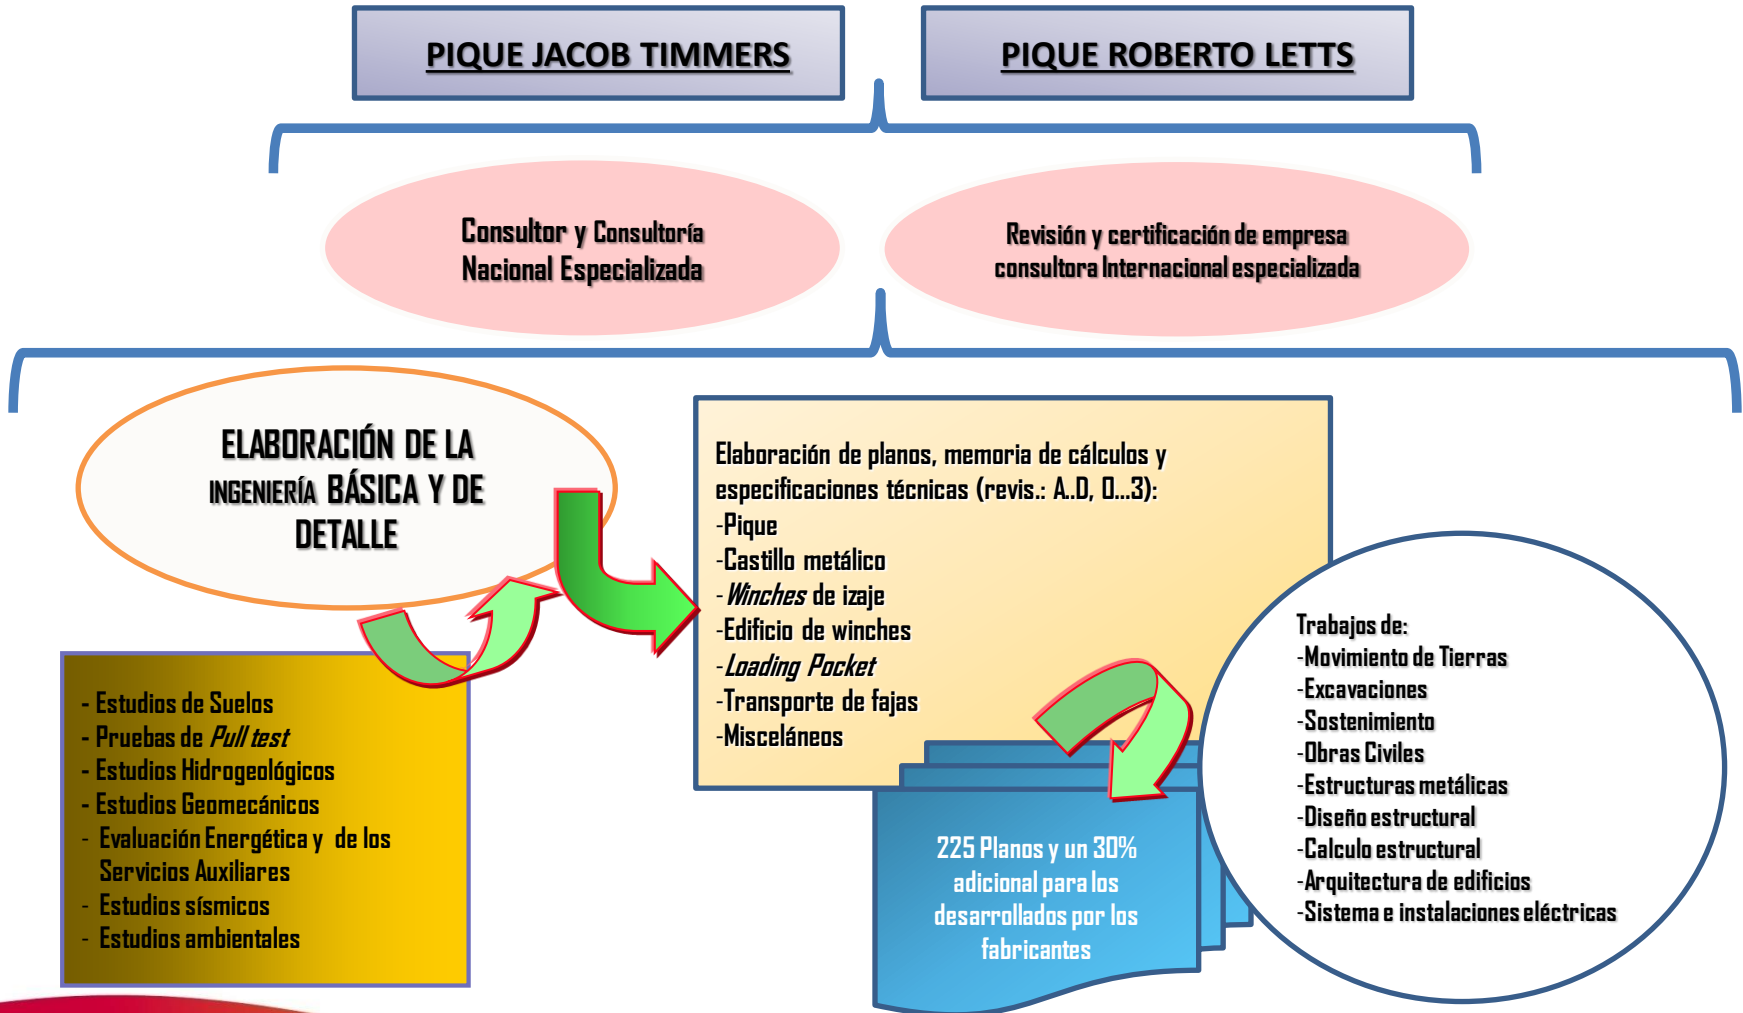 PIQUE JACOB TIMMERS
PIQUE ROBERTO LETTS
Consultor y Consultoría
Nacional Especializada
Revisión y certificación de empresa
consultora Internacional especializada
ELABORACIÓN DE LA
INGENIERÍA BÁSICA Y DE
DETALLE
- Estudios de Suelos
- Pruebas de Pull test
- Estudios Hidrogeológicos
- Estudios Geomecánicos
- Evaluación Energética y de los
Servicios Auxiliares
- Estudios sísmicos
- Estudios ambientales
Elaboración de planos, memoria de cálculos y
especificaciones técnicas (revis.: A..D, 0...3):
-Pique
-Castillo metálico
-Winches de izaje
-Edificio de winches
-Loading Pocket
-Transporte de fajas
-Misceláneos
225 Planos y un 30%
adicional para los
desarrollados por los
fabricantes
Trabajos de:
-Movimiento de Tierras
-Excavaciones
-Sostenimiento
-Obras Civiles
-Estructuras metálicas
-Diseño estructural
-Calculo estructural
-Arquitectura de edificios
-Sistema e instalaciones eléctricas